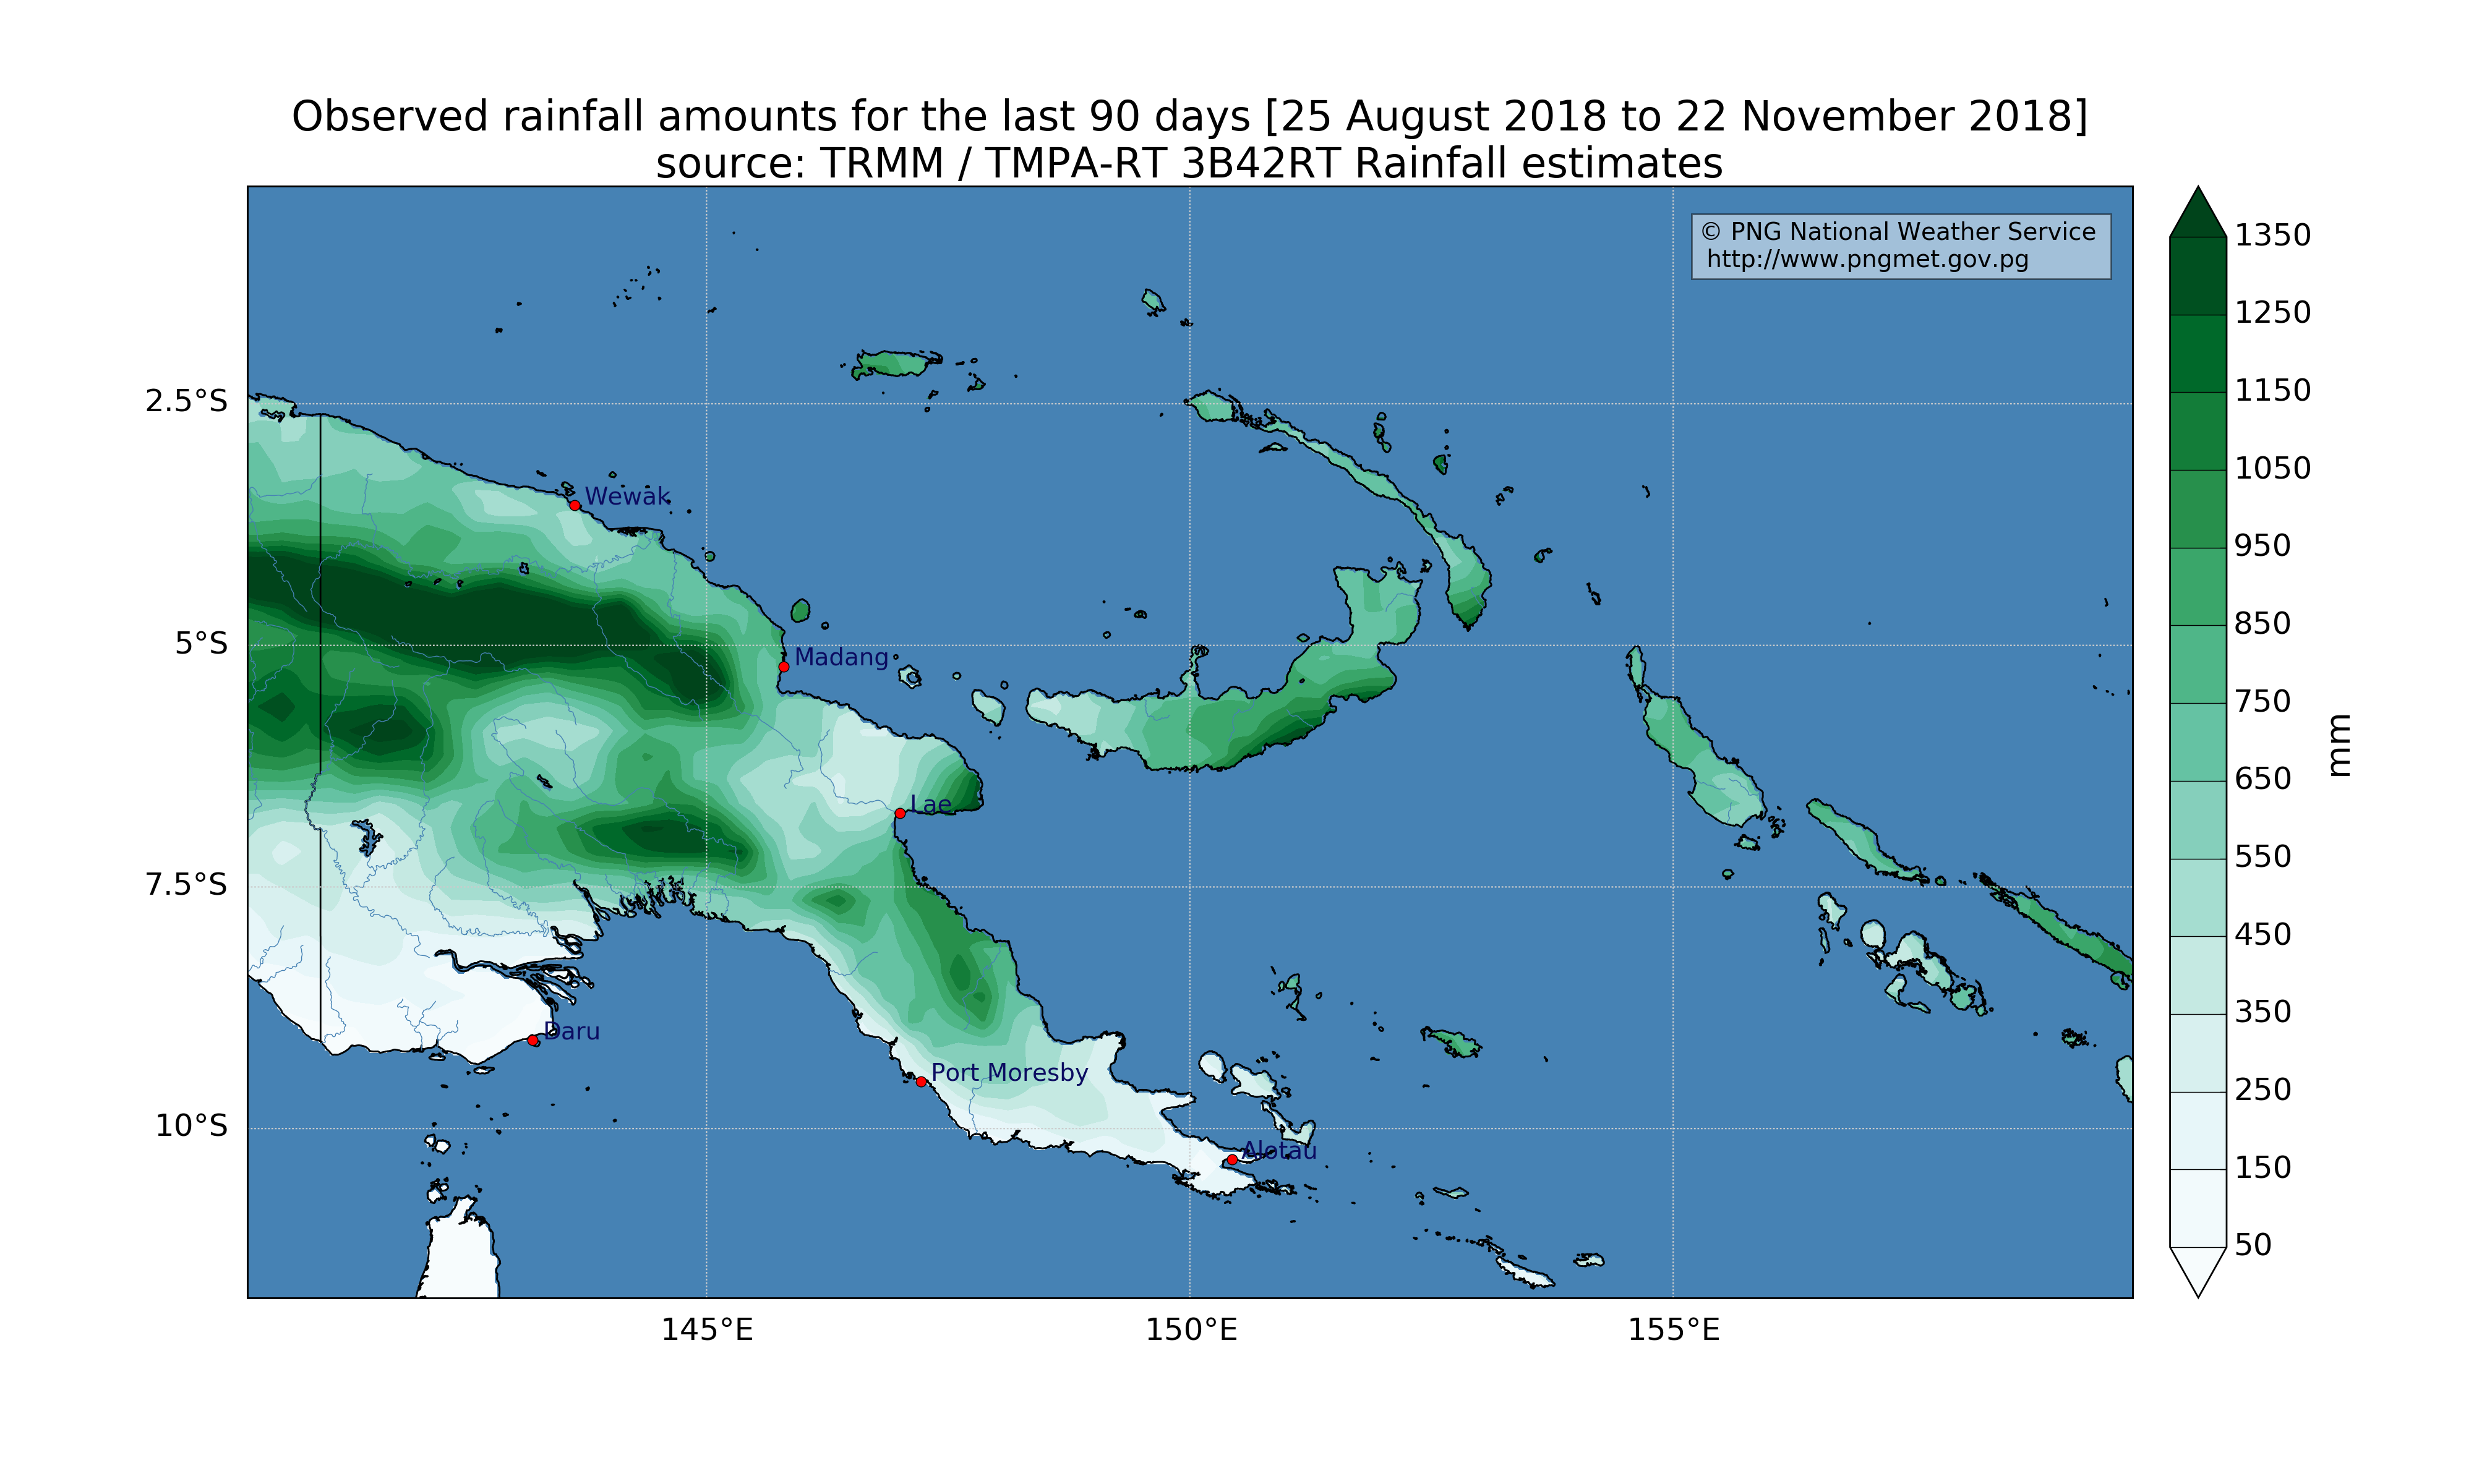 Observed rainfall amounts for the last 90 days [25 August 2018 to 22 November 2018]
source: TRMM / TMPA-RT 3B42RT Rainfall estimates
© PNG National Weather Service
http://www.pngmet.gov.pg
2.5°S
5°S
7.5°S
10°S
145°E
150°E
155°E
Wewak
Madang
Lae
Daru
Port Moresby
Alotau
1350
1250
1150
1050
950
850
750
650
550
450
350
250
150
50
mm